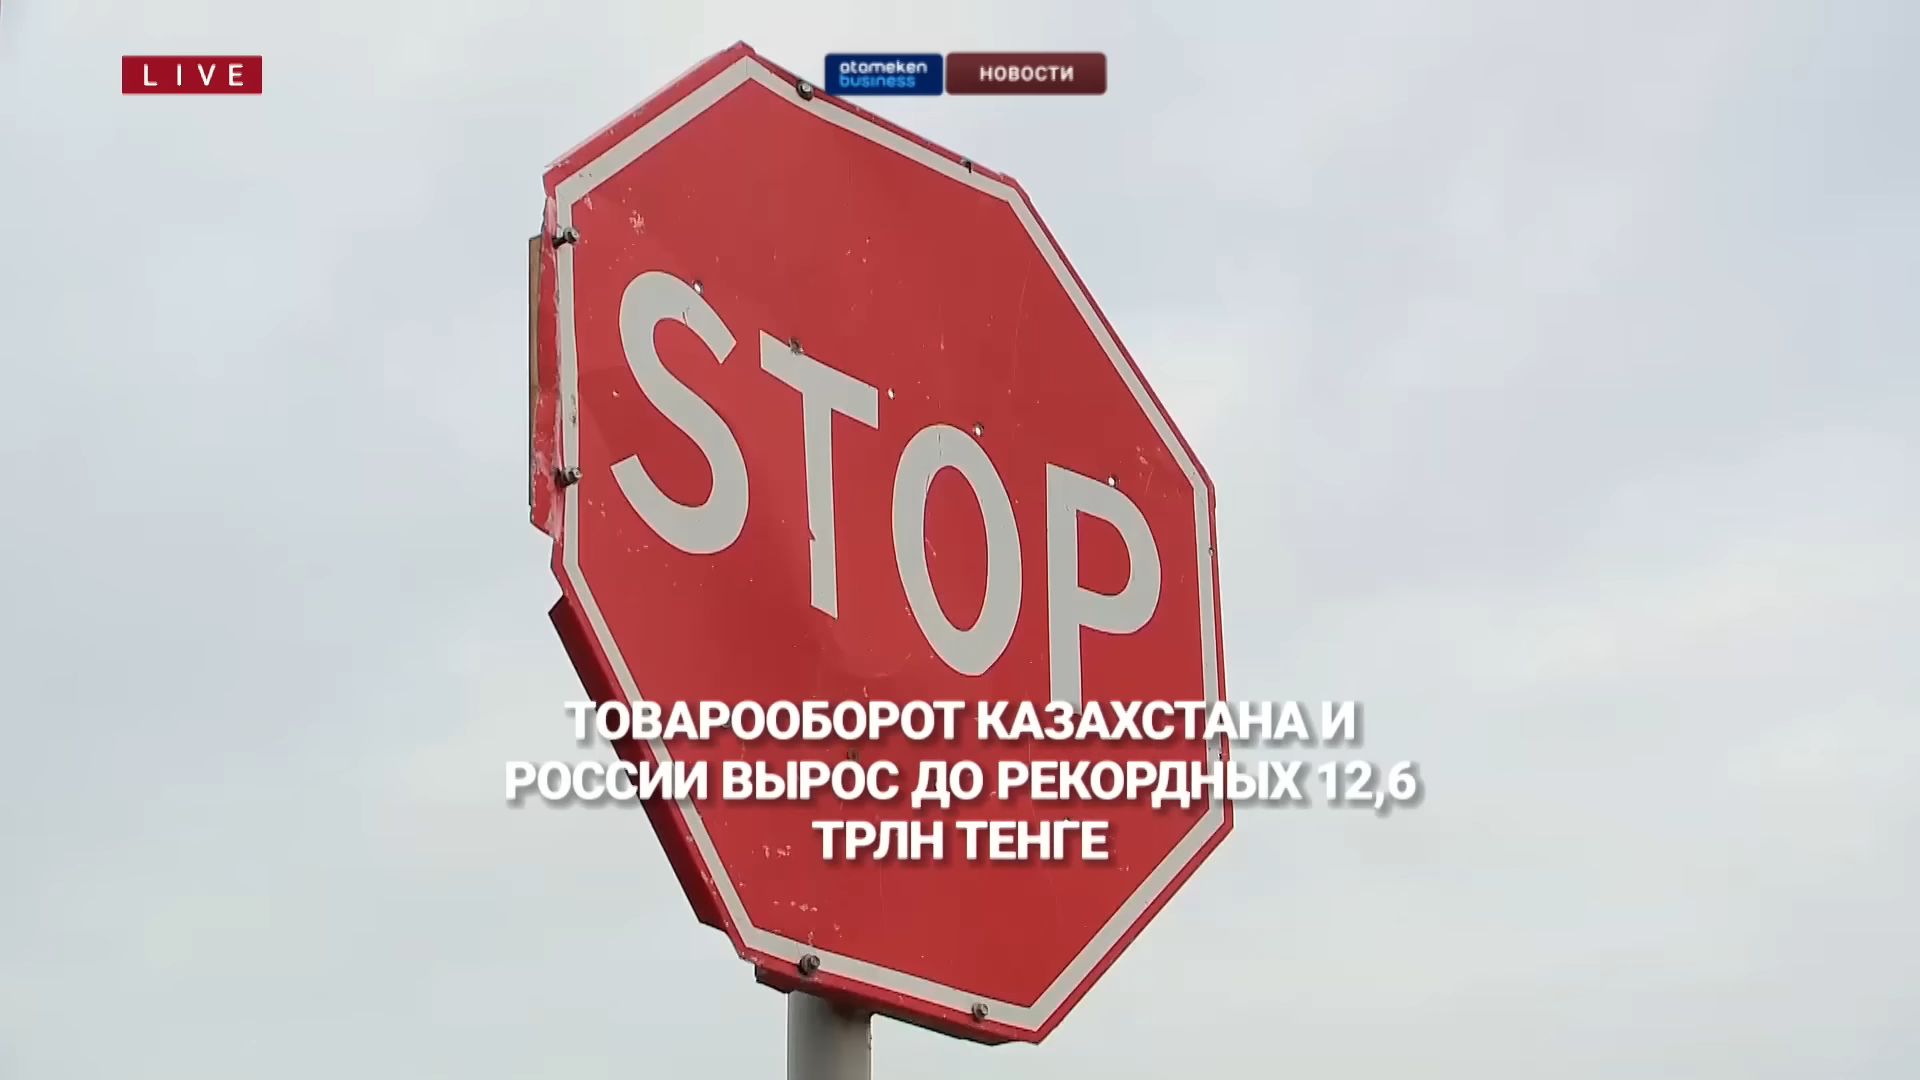 LIVE
atameken
business
НОВОСТИ
STOP
ТОВАРООБОРОТ КАЗАХСТАНА И
РОССИИ ВЫРОС ДО РЕКОРДНЫХ 12,6
ТРЛН ТЕНГЕ